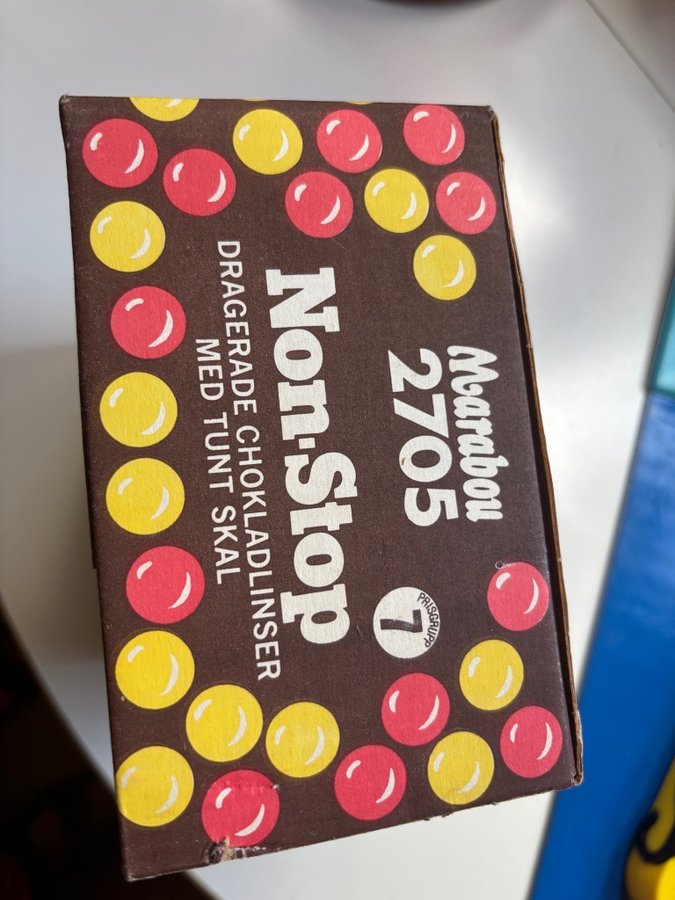 Marabou
2705
PRISGRUPP
7
Non-Stop
DRAGERADE CHOKLADLINSER
MED TUNT SKAL